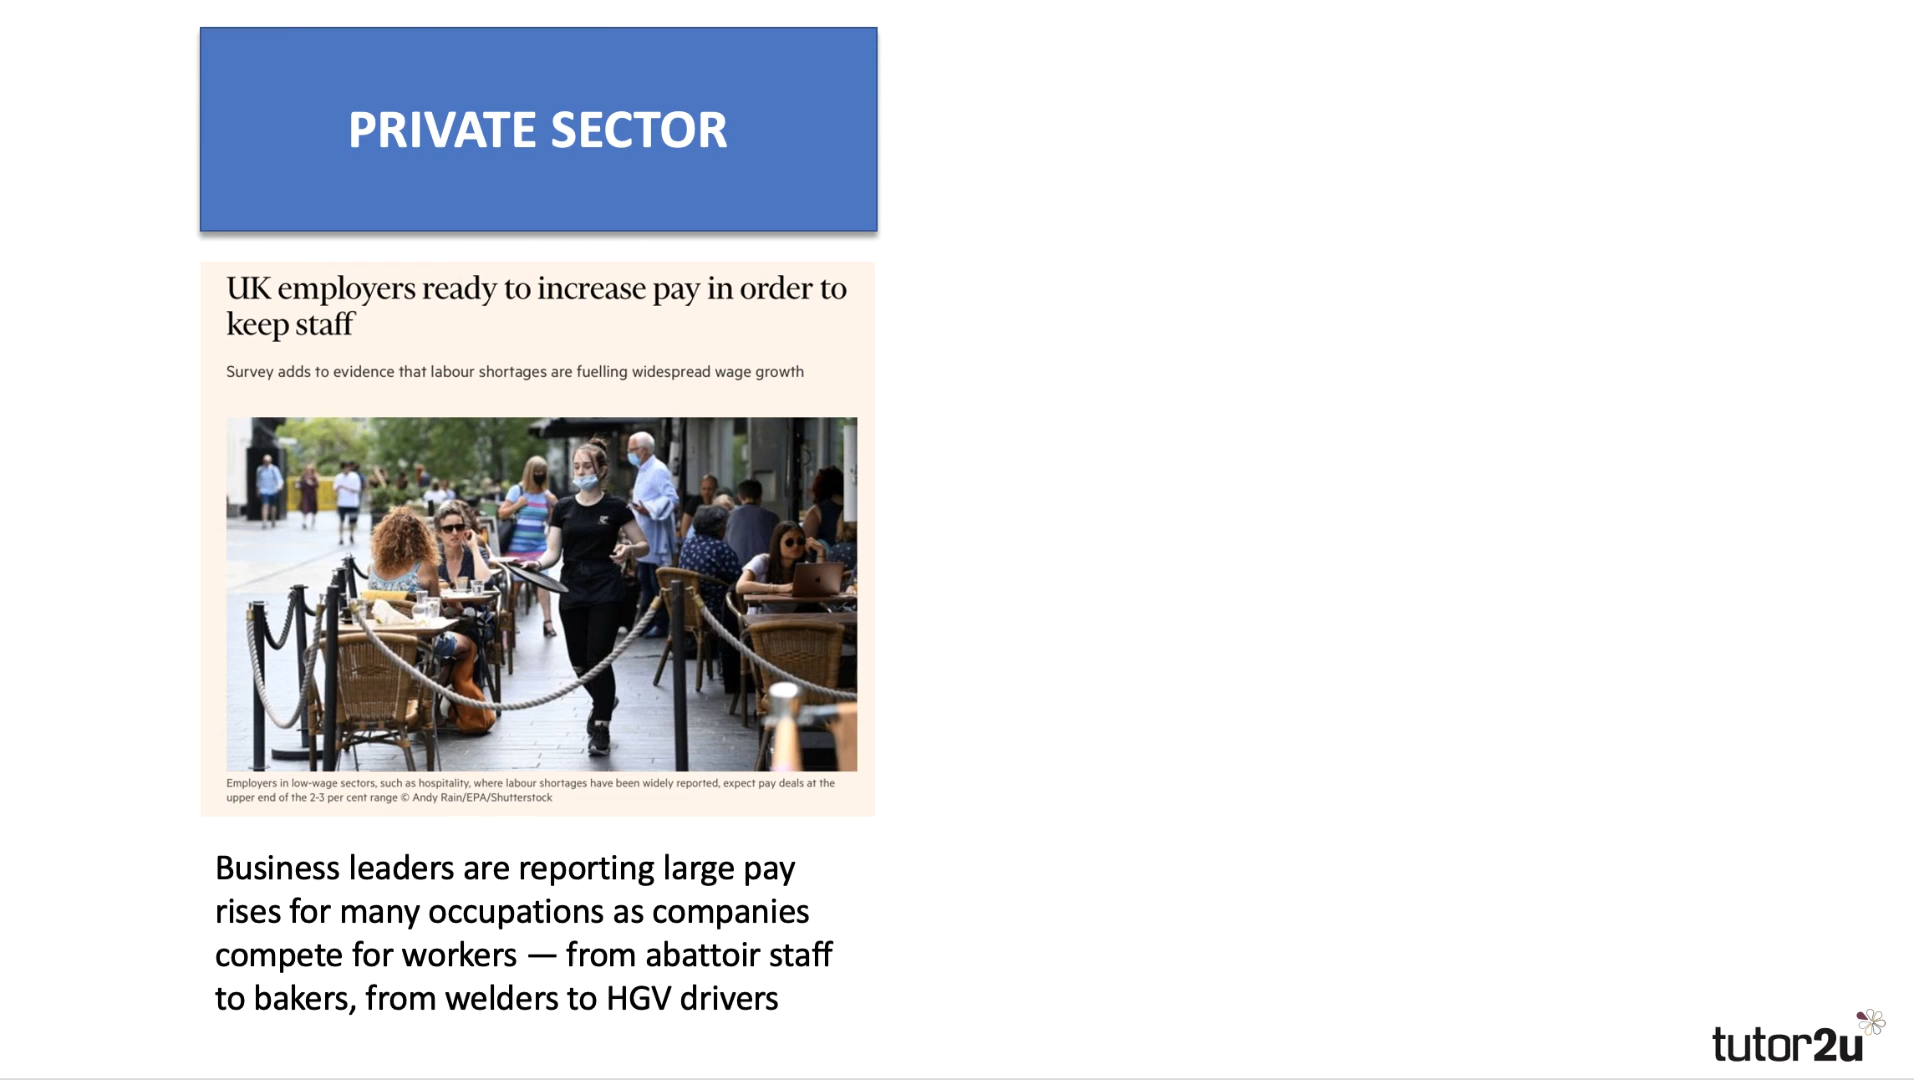 PRIVATE SECTOR
UK employers ready to increase pay in order to
keep staff
Survey adds to evidence that labour shortages are fuelling widespread wage growth
Employers in low-wage sectors, such as hospitality, where labour shortages have been widely reported, expect pay deals at the
upper end of the 2-3 per cent range © Andy Rain/EPA/Shutterstock
Business leaders are reporting large pay
rises for many occupations as companies
compete for workers — from abattoir staff
to bakers, from welders to HGV drivers
tutor2u